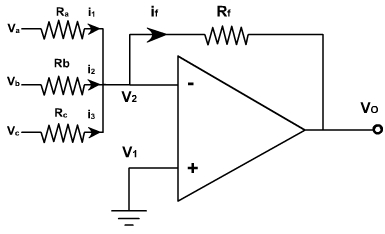 Ra i1 if Rf
Va
Rb i2
Vb V2 -
Rc i3 Vo
Vc V1 +